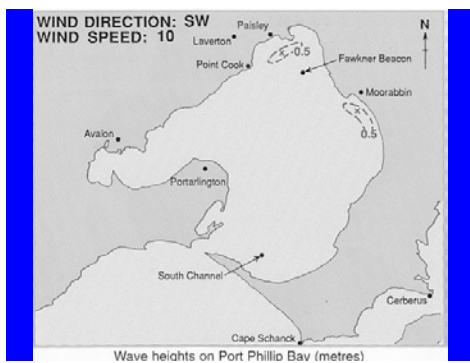 WIND DIRECTION: SW
WIND SPEED: 10
N
Paisley
Laverton
0.5
Point Cook
Fawkner Beacon
Moorabbin
0.5
Avalon
Portarlington
South Channel
Cerberus
Cape Schanck
Wave heights on Port Phillip Bay (metres)